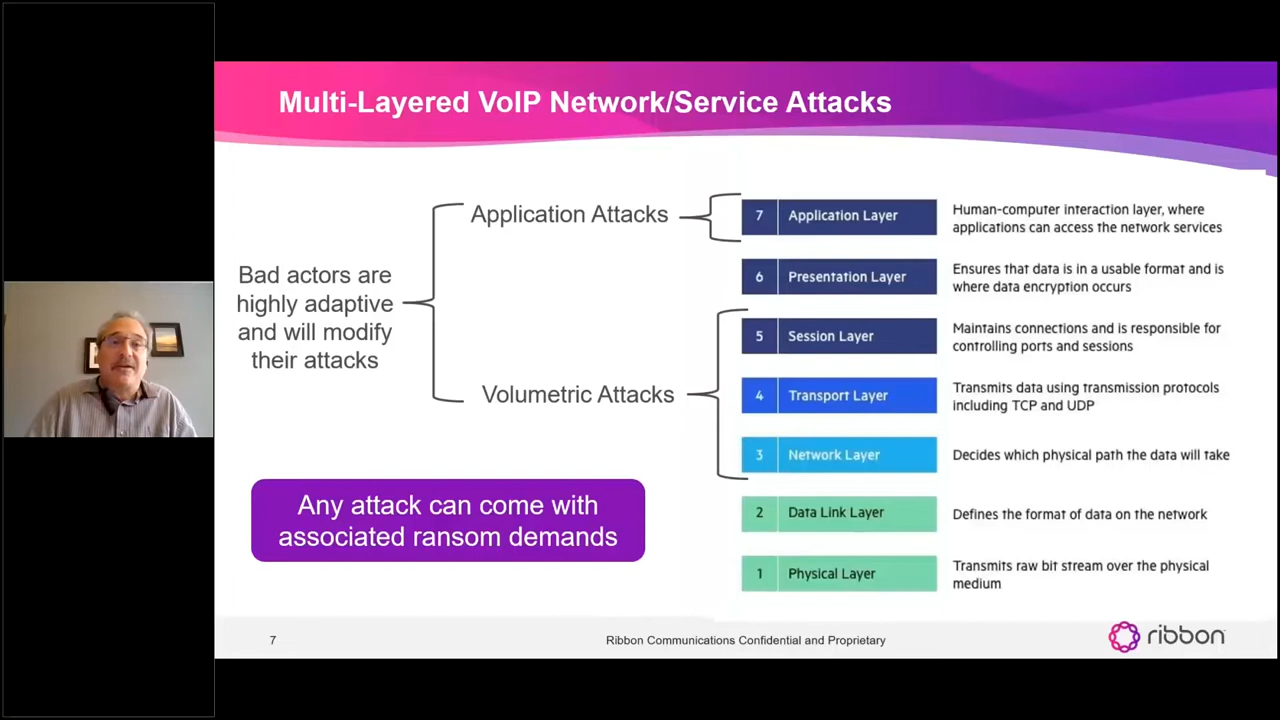 Multi-Layered VoIP Network/Service Attacks
Bad actors are
highly adaptive
and will modify
their attacks
Application Attacks
Volumetric Attacks
Any attack can come with
associated ransom demands
7 Application Layer
Human-computer interaction layer, where
applications can access the network services
6 Presentation Layer
Ensures that data is in a usable format and is
where data encryption occurs
5 Session Layer
Maintains connections and is responsible for
controlling ports and sessions
4 Transport Layer
Transmits data using transmission protocols
including TCP and UDP
3 Network Layer
Decides which physical path the data will take
2 Data Link Layer
Defines the format of data on the network
1 Physical Layer
Transmits raw bit stream over the physical
medium
7
Ribbon Communications Confidential and Proprietary
ribbon